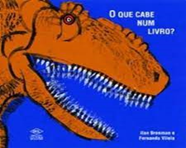 O QUE CABE
NUM
LIVRO?
Ilan Brenman e
Fernando Vilela